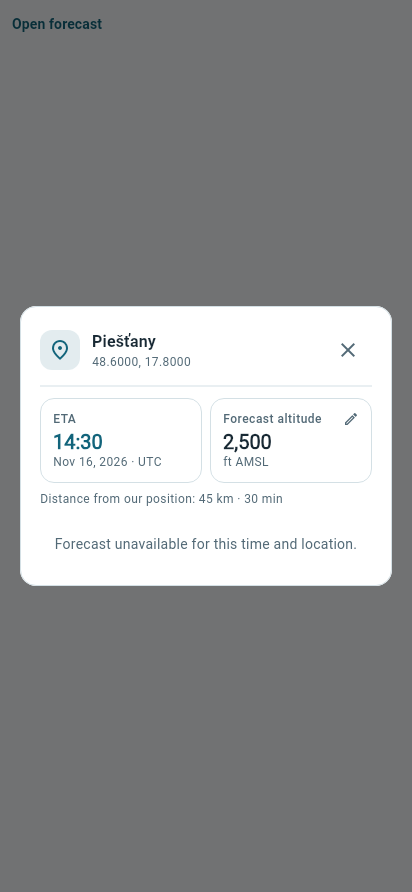 Open forecast
Piešťany
48.6000, 17.8000
ETA
14:30
Nov 16, 2026 · UTC
Forecast altitude
2,500
ft AMSL
Distance from our position: 45 km · 30 min
Forecast unavailable for this time and location.